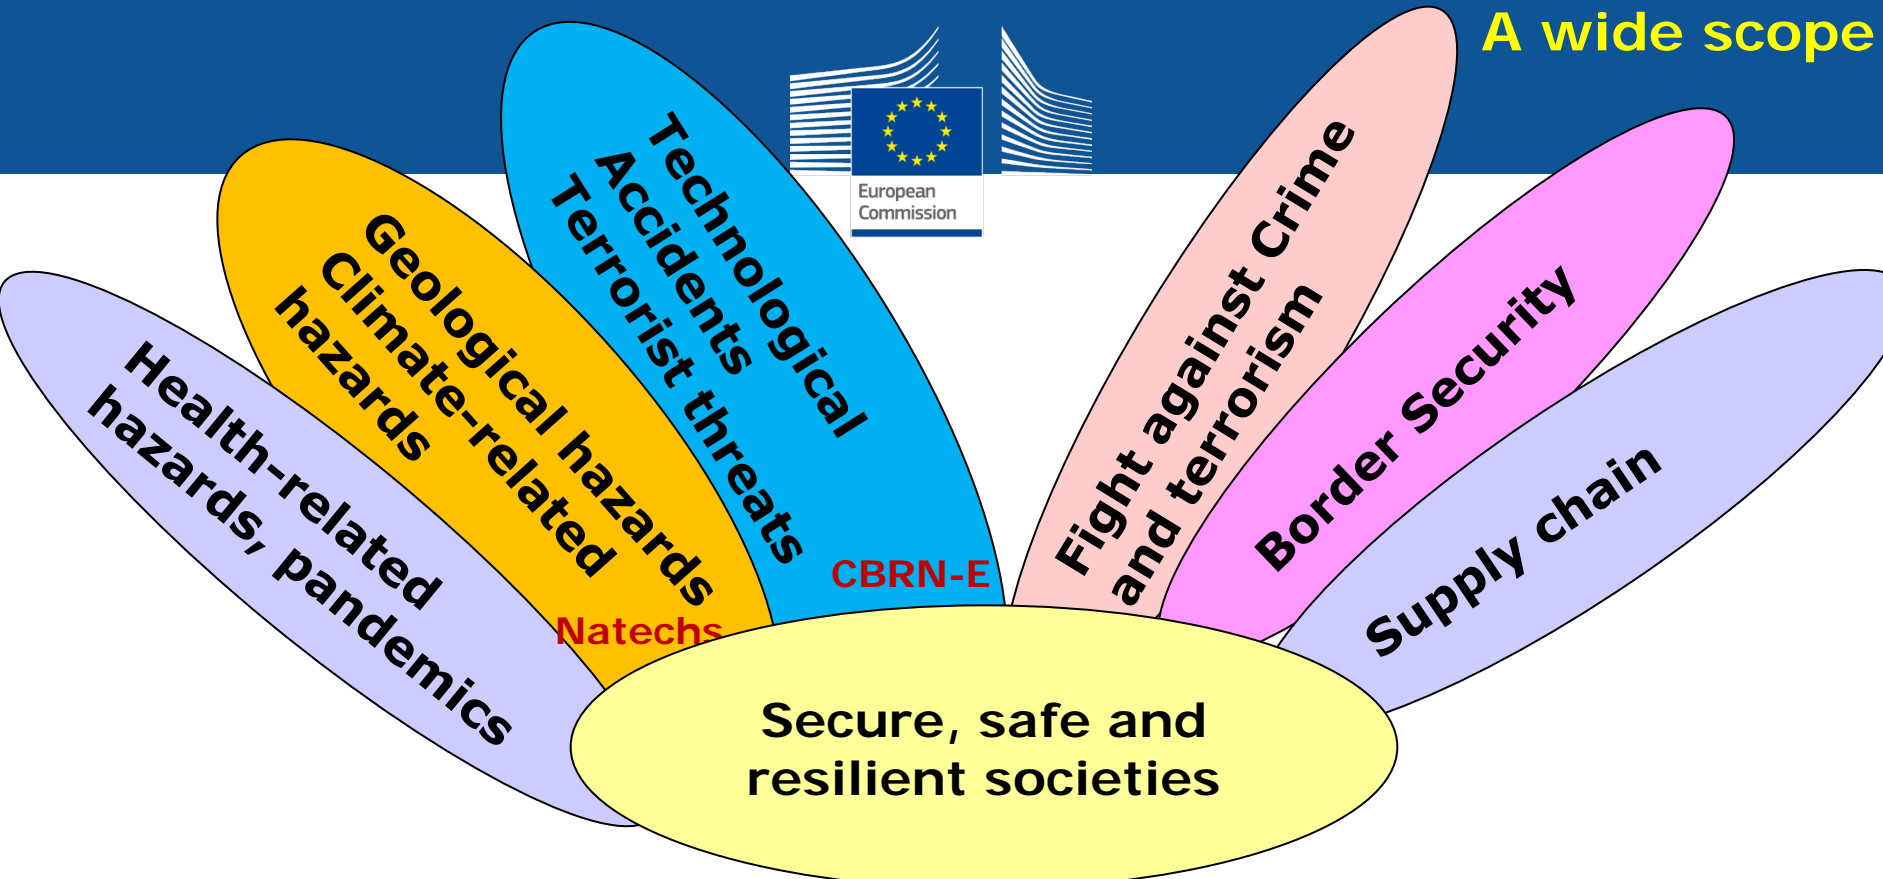 A wide scope
European
Commission
Health-related
hazards, pandemics
Geological hazards
Climate-related
hazards
Natechs
Technological
Accidents
Terrorist threats
CBRN-E
Fight against Crime
and terrorism
Border Security
Supply chain
Secure, safe and
resilient societies